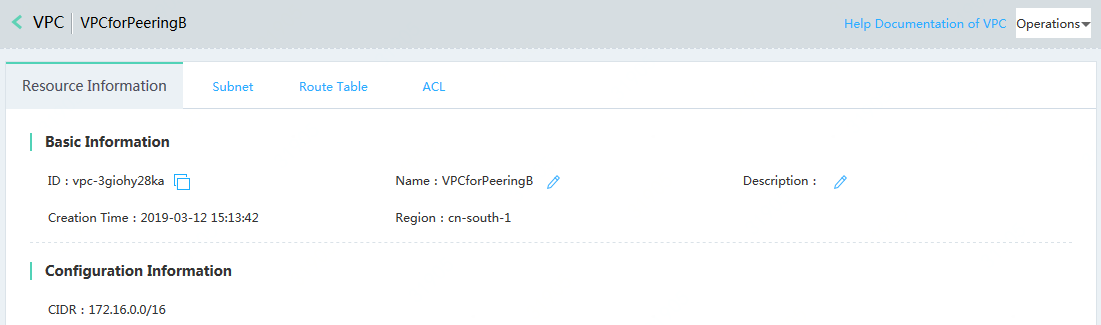 VPC VPCforPeeringB Help Documentation of VPC Operations
Resource Information Subnet Route Table ACL
Basic Information
ID : vpc-3giohy28ka Name : VPCforPeeringB Description :
Creation Time : 2019-03-12 15:13:42 Region : cn-south-1
Configuration Information
CIDR : 172.16.0.0/16